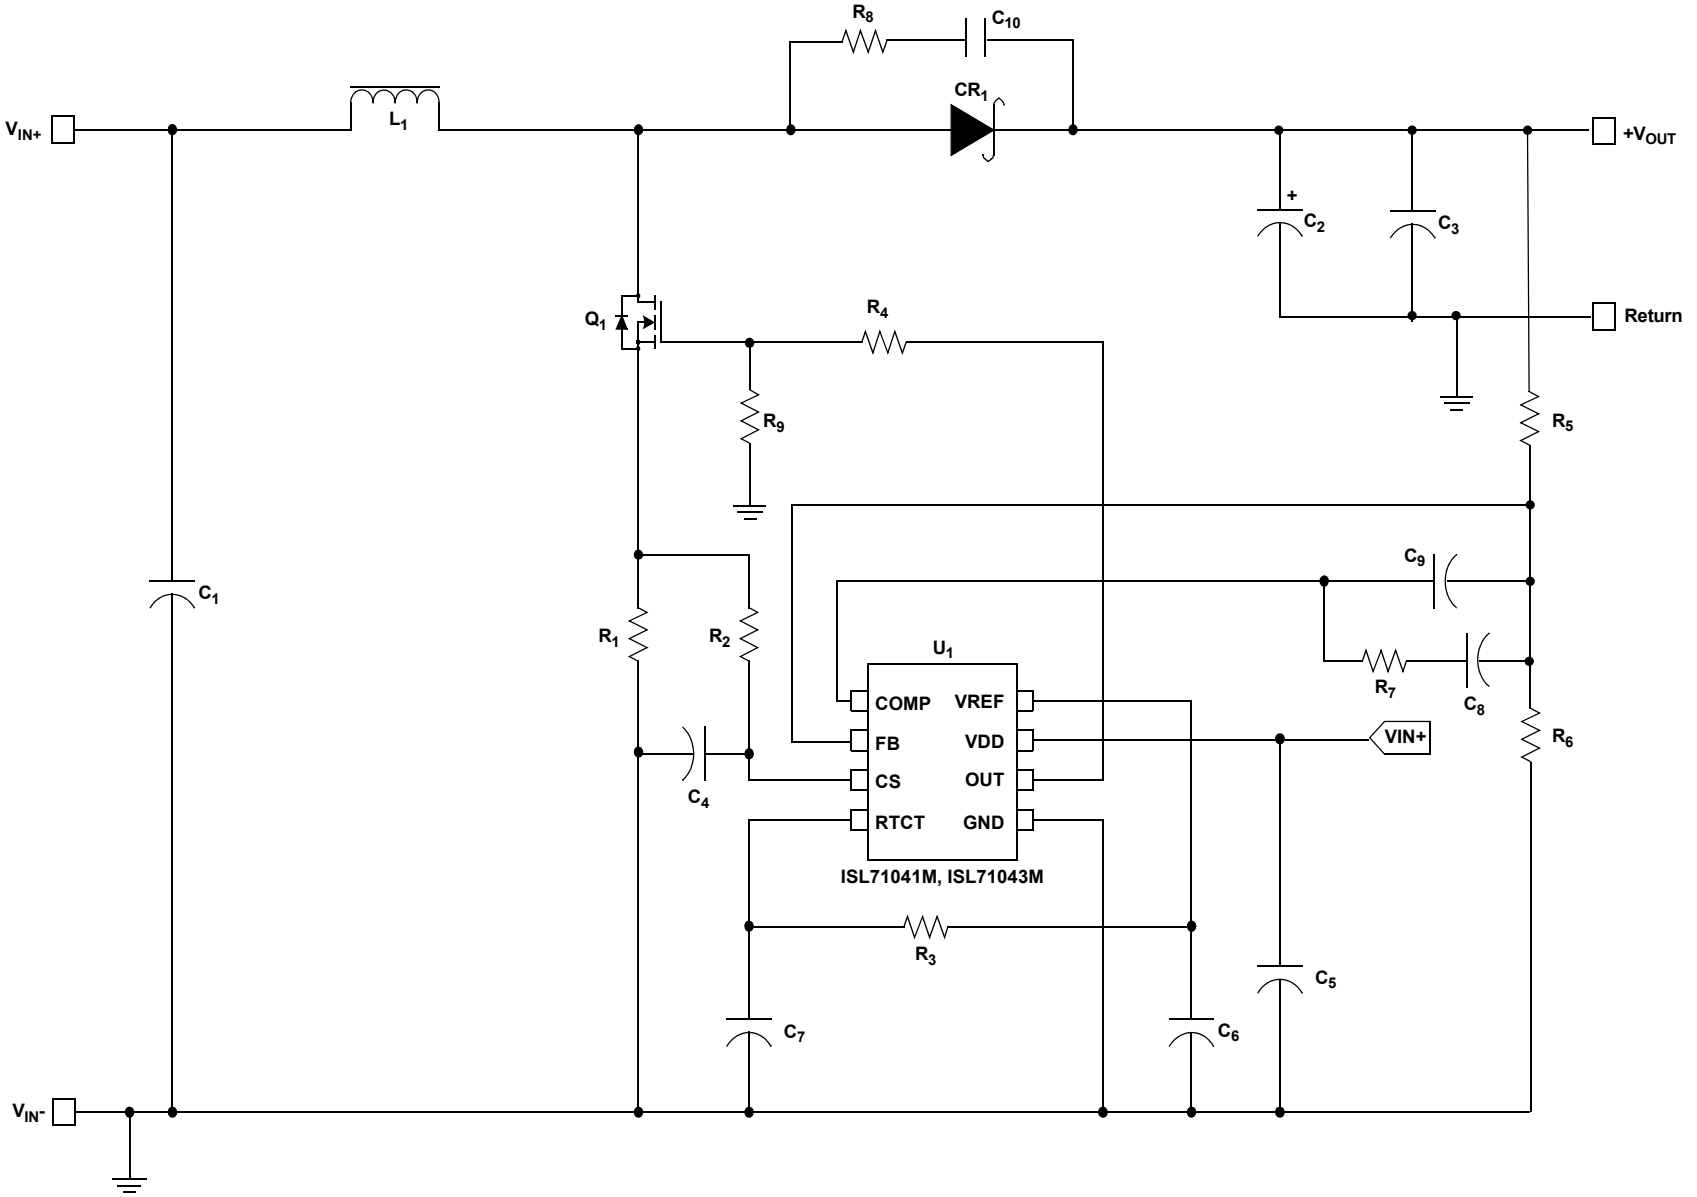 R8
C10
CR1
VIN+
L1
+VOUT
+
C2
C3
Q1
R4
Return
R9
R5
C9
C1
R1
R2
U1
R7
C8
COMP
VREF
FB
VDD
VIN+
R6
CS
OUT
C4
RTCT
GND
ISL71041M, ISL71043M
R3
C5
C7
C6
VIN-